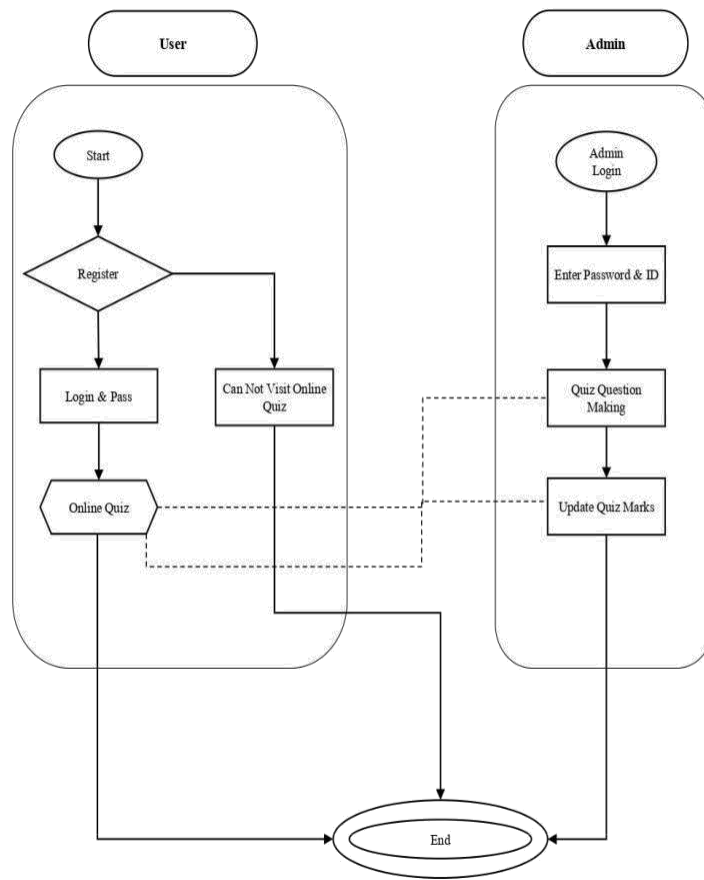 User
Admin
Start
Register
Login & Pass
Can Not Visit Online
Quiz
Online Quiz
Admin
Login
Enter Password & ID
Quiz Question
Making
Update Quiz Marks
End